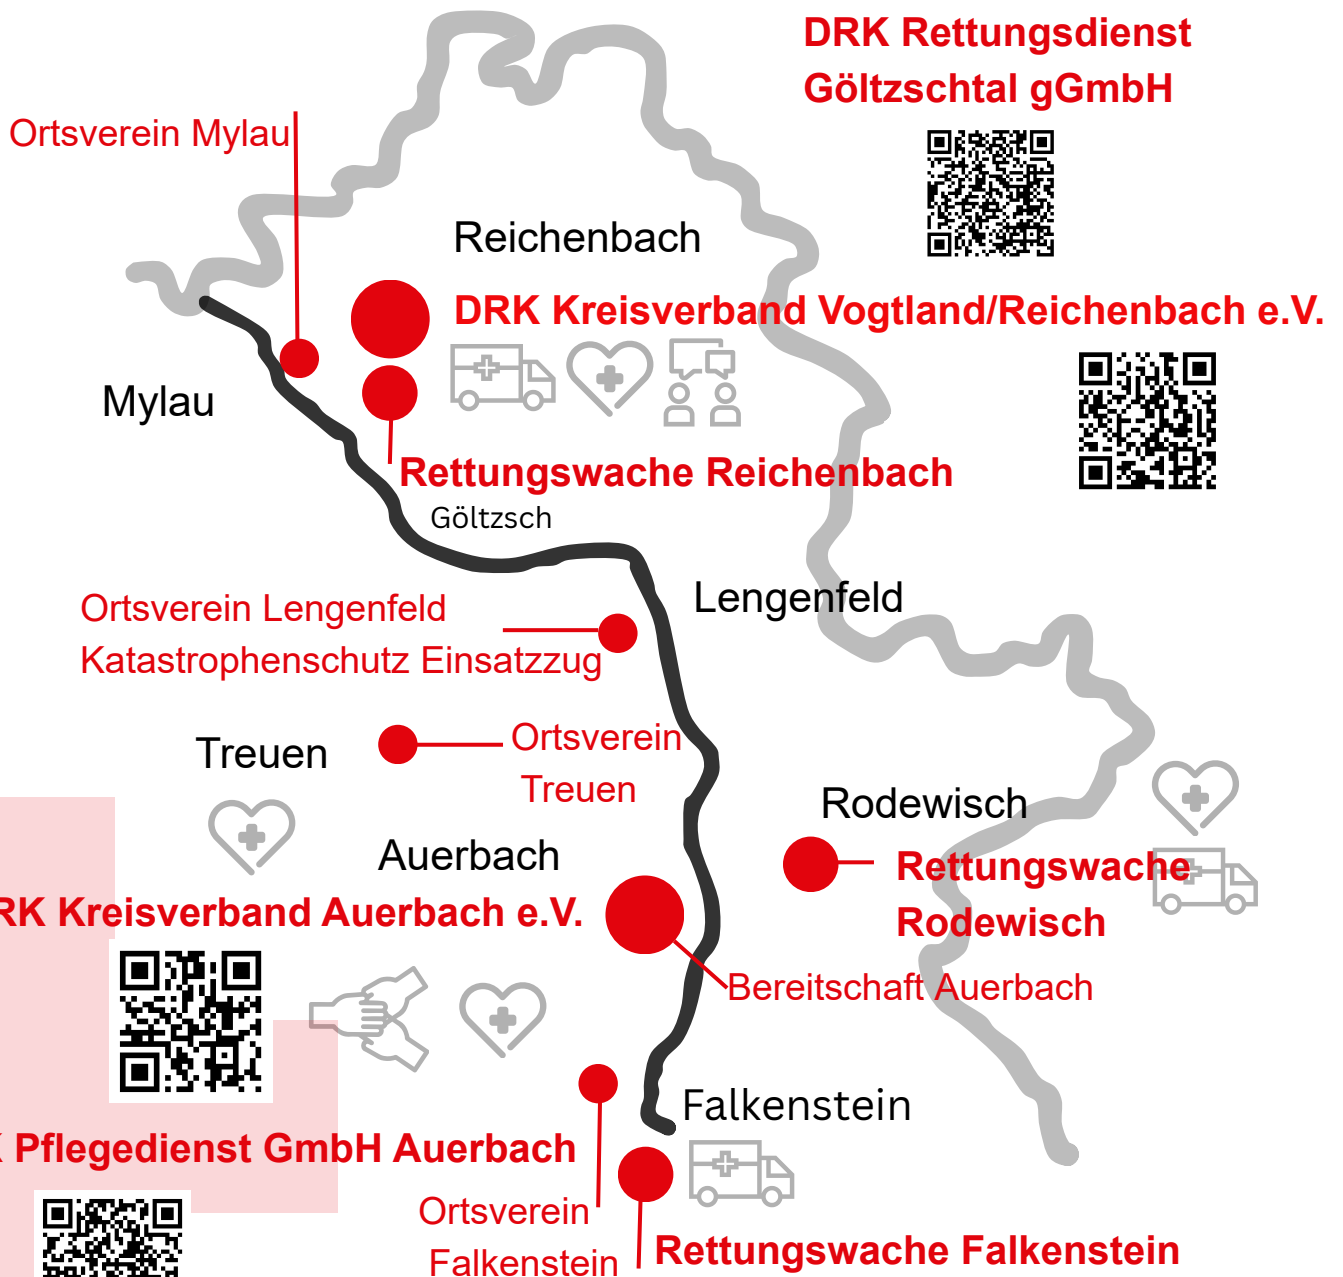 DRK Rettungsdienst
Göltzschtal gGmbH
Ortsverein Mylau
Reichenbach
DRK Kreisverband Vogtland/Reichenbach e.V.
Mylau
Rettungswache Reichenbach
Göltzsch
Lengenfeld
Ortsverein Lengenfeld
Katastrophenschutz Einsatzzug
Treuen
Ortsverein
Treuen
Rodewisch
Auerbach
Rettungswache
Rodewisch
RK Kreisverband Auerbach e.V.
Bereitschaft Auerbach
Falkenstein
Pflegedienst GmbH Auerbach
Ortsverein
Falkenstein
Rettungswache Falkenstein